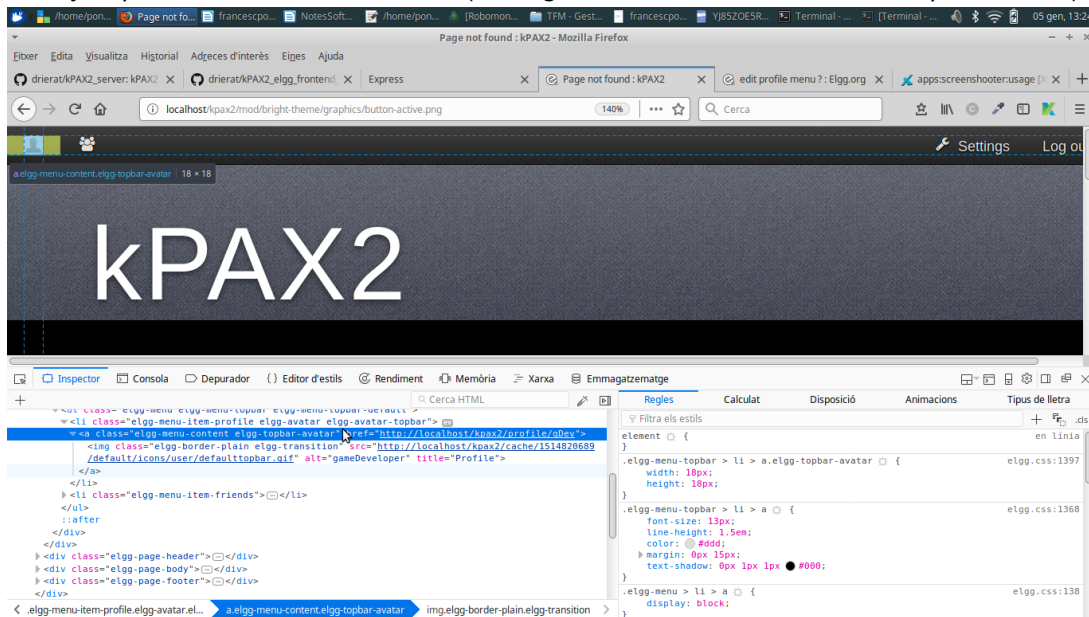 /home/pon... Page not fo... francescpo... NotesSoft... /home/pon... [Robomon... TFM - Gest... francescpo... YJ85ZOE5R... Terminal - ... [Terminal - ... 05 gen, 13:24
Page not found : kPAX2 - Mozilla Firefox
Fitxer Edita Visualitza Historial Adreces d'interès Eines Ajuda
drierat/kPAX2_server: kPAX2 drierat/kPAX2_elgg_frontend Express Page not found : kPAX2 edit profile menu ? : Elgg.org apps:screenshooter:usage
localhost/kpax2/mod/bright-theme/graphics/button-active.png 140% Cerca
Settings Log ou
a.elgg-menu-content.elgg-topbar-avatar | 18 × 18
kPAX2
Inspector Consola Depurador {} Editor d'estils Rendiment Memòria Xarxa Emmagatzematge
+ Cerca HTML Regles Calculat Disposició Animacions Tipus de lletra
Filtra els estils + .cls
<ul class="elgg-menu elgg-menu-topbar elgg-menu-topbar-default">
<li class="elgg-menu-item-profile elgg-avatar elgg-avatar-topbar">
<a class="elgg-menu-content elgg-topbar-avatar" href="http://localhost/kpax2/profile/gDev">
<img class="elgg-border-plain elgg-transition" src="http://localhost/kpax2/cache/1514820689
/default/icons/user/defaulttopbar.gif" alt="gameDeveloper" title="Profile">
</a>
</li>
<li class="elgg-menu-item-friends"></li>
</ul>
::after
</div>
</div>
<div class="elgg-page-header"></div>
<div class="elgg-page-body"></div>
<div class="elgg-page-footer"></div>
</div>
element { en línia
}
.elgg-menu-topbar > li > a.elgg-topbar-avatar { elgg.css:1397
width: 18px;
height: 18px;
}
.elgg-menu-topbar > li > a { elgg.css:1368
font-size: 13px;
line-height: 1.5em;
color: #ddd;
margin: 0px 15px;
text-shadow: 0px 1px 1px #000;
}
.elgg-menu > li > a { elgg.css:138
display: block;
}
.elgg-menu-item-profile.elgg-avatar.el... a.elgg-menu-content.elgg-topbar-avatar img.elgg-border-plain.elgg-transition